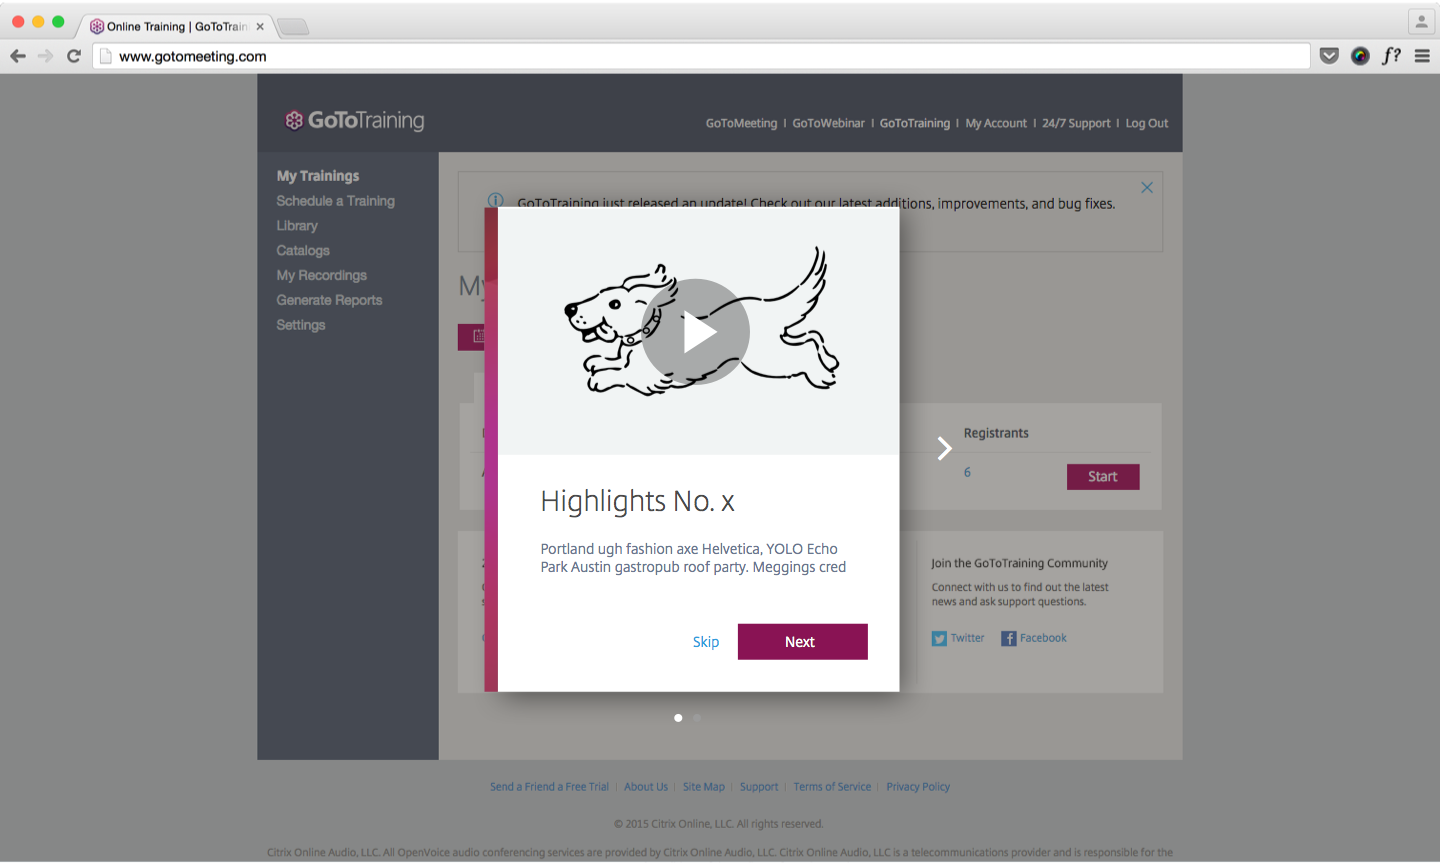 Online Training | GoToTrain
www.gotomeeting.com
f?
GoToTraining
GoToMeeting | GoToWebinar | GoToTraining | My Account | 24/7 Support | Log Out
My Trainings
Schedule a Training
Library
Catalogs
My Recordings
Generate Reports
Settings
GoToTraining just released an update! Check out our latest additions, improvements, and bug fixes.
My
Registrants
6
Start
Highlights No. x
Portland ugh fashion axe Helvetica, YOLO Echo
Park Austin gastropub roof party. Meggings cred
Skip
Next
Join the GoToTraining Community
Connect with us to find out the latest
news and ask support questions.
Twitter
Facebook
Send a Friend a Free Trial | About Us | Site Map | Support | Terms of Service | Privacy Policy
© 2015 Citrix Online, LLC. All rights reserved.
Citrix Online Audio, LLC. All OpenVoice audio conferencing services are provided by Citrix Online Audio, LLC. Citrix Online Audio, LLC is a telecommunications provider and is responsible for the